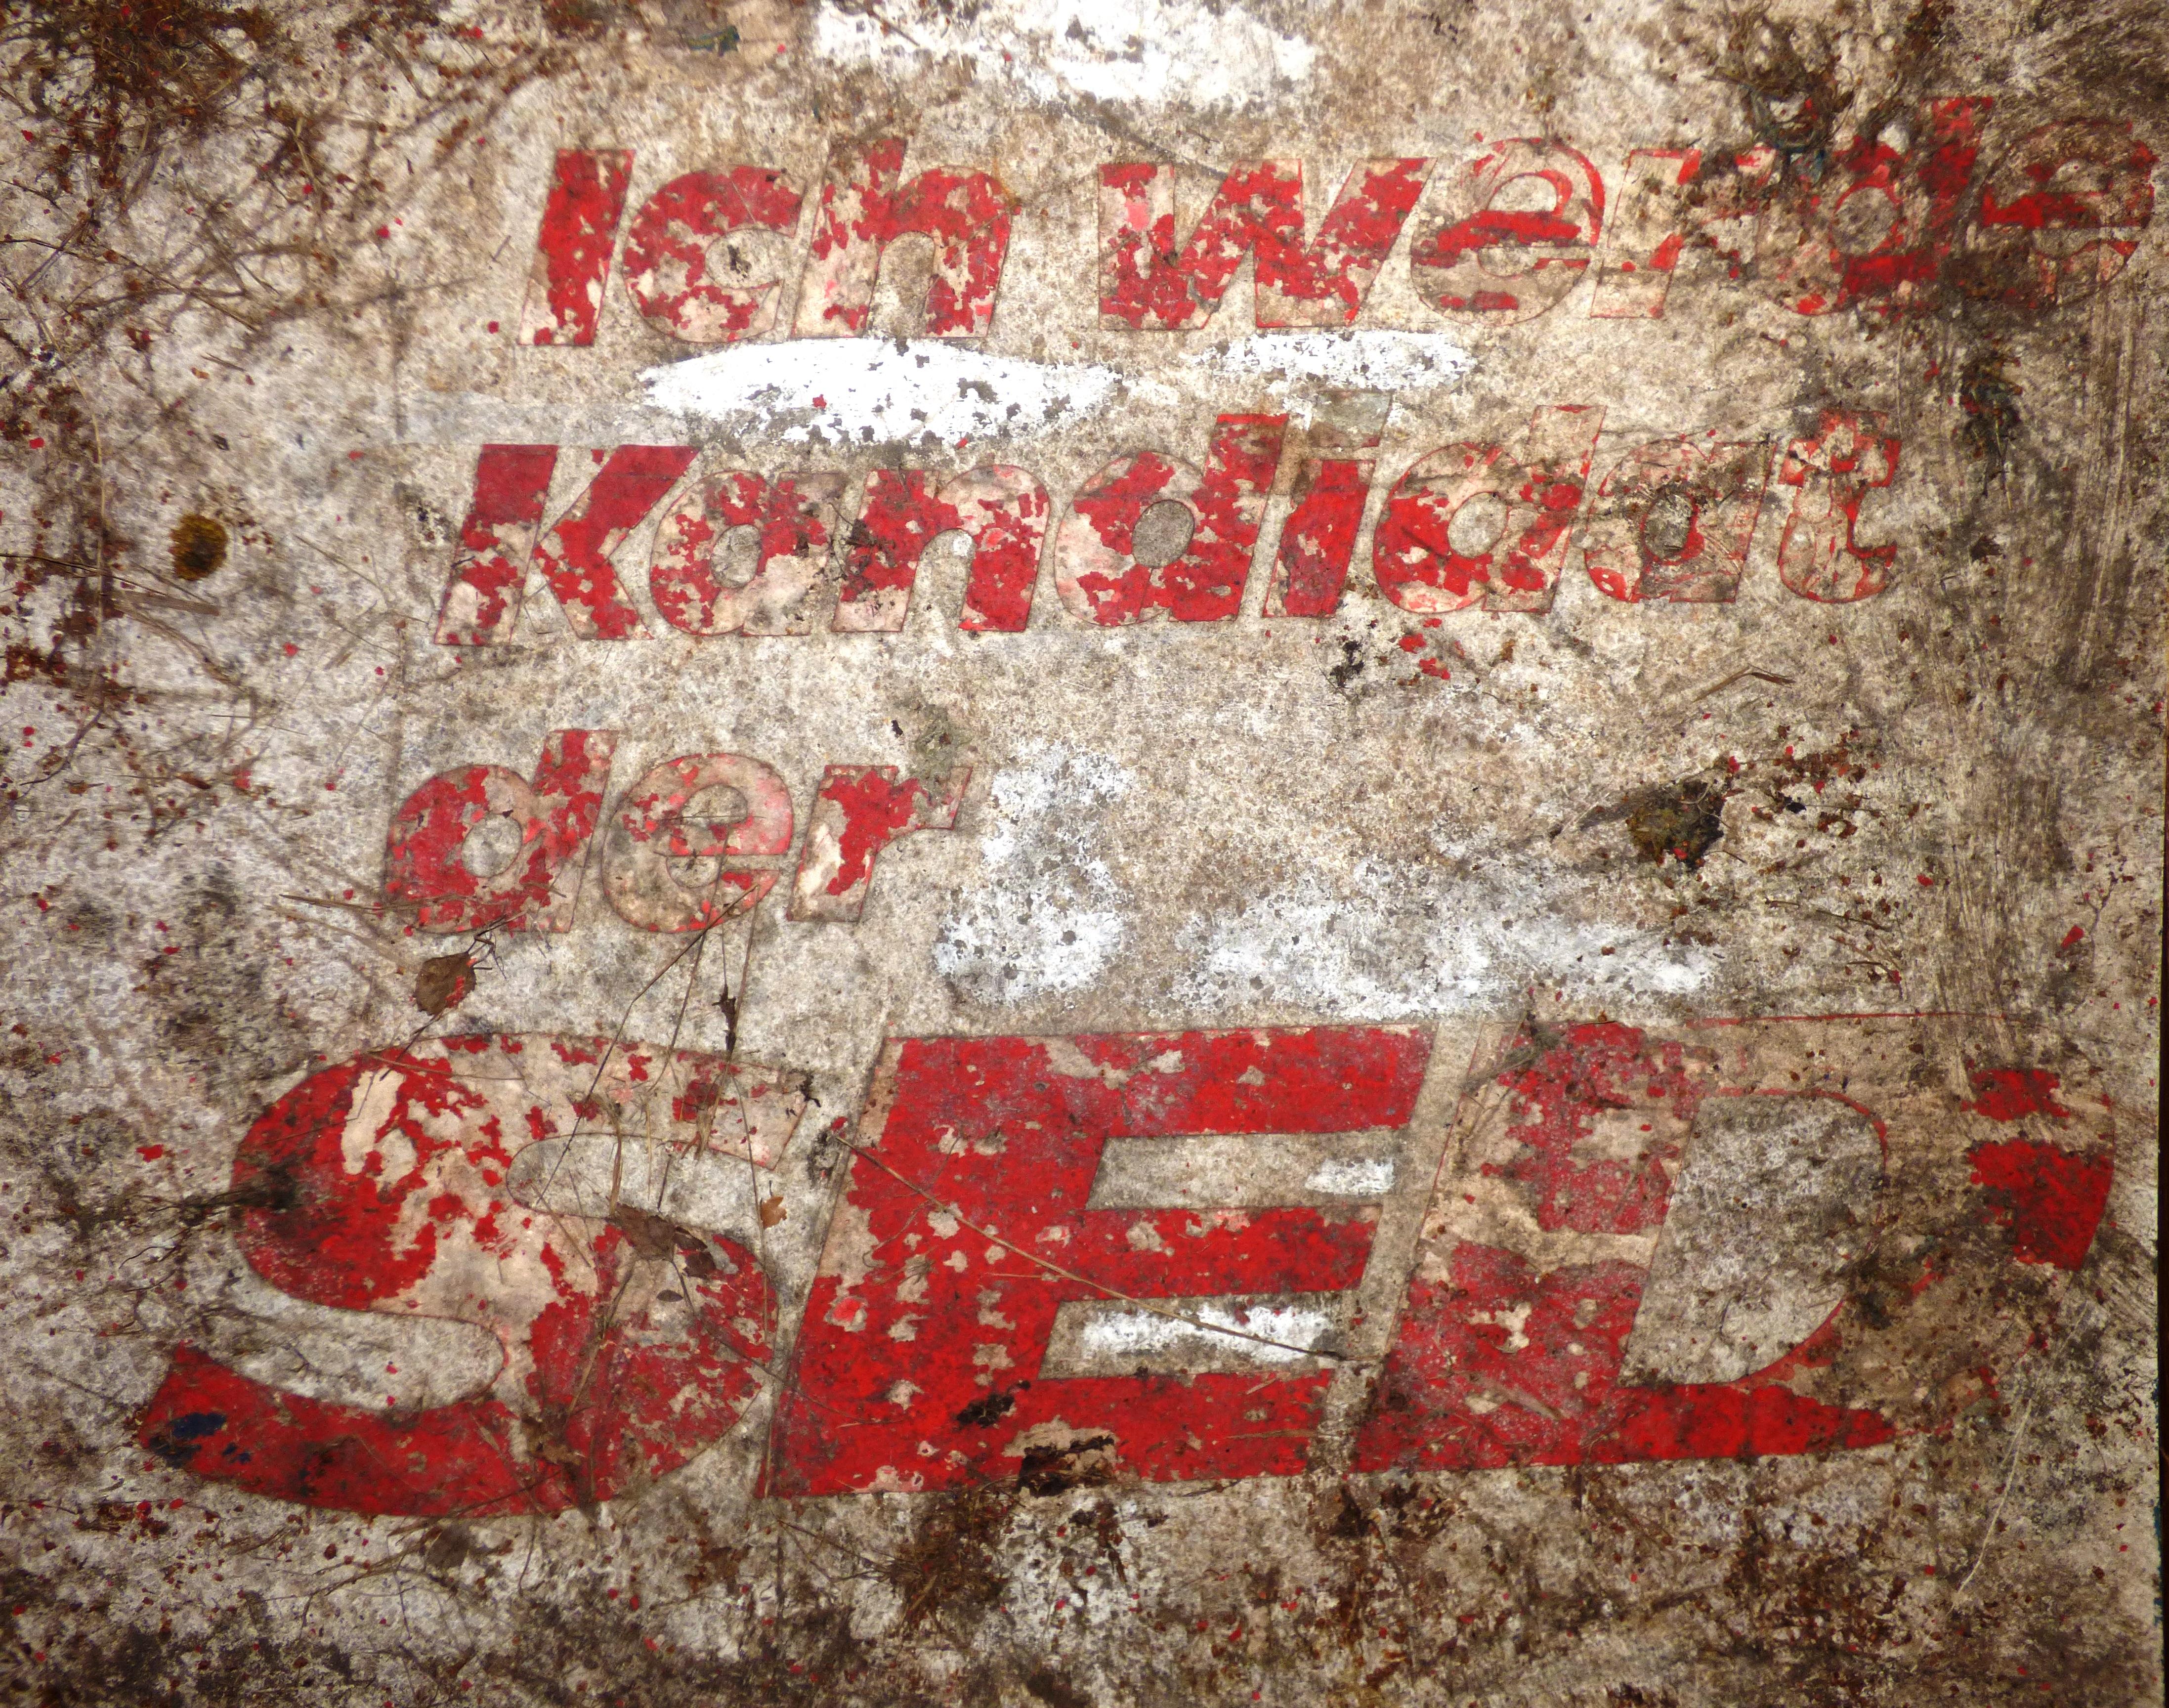 Ich werde
Kandidat
der
SED